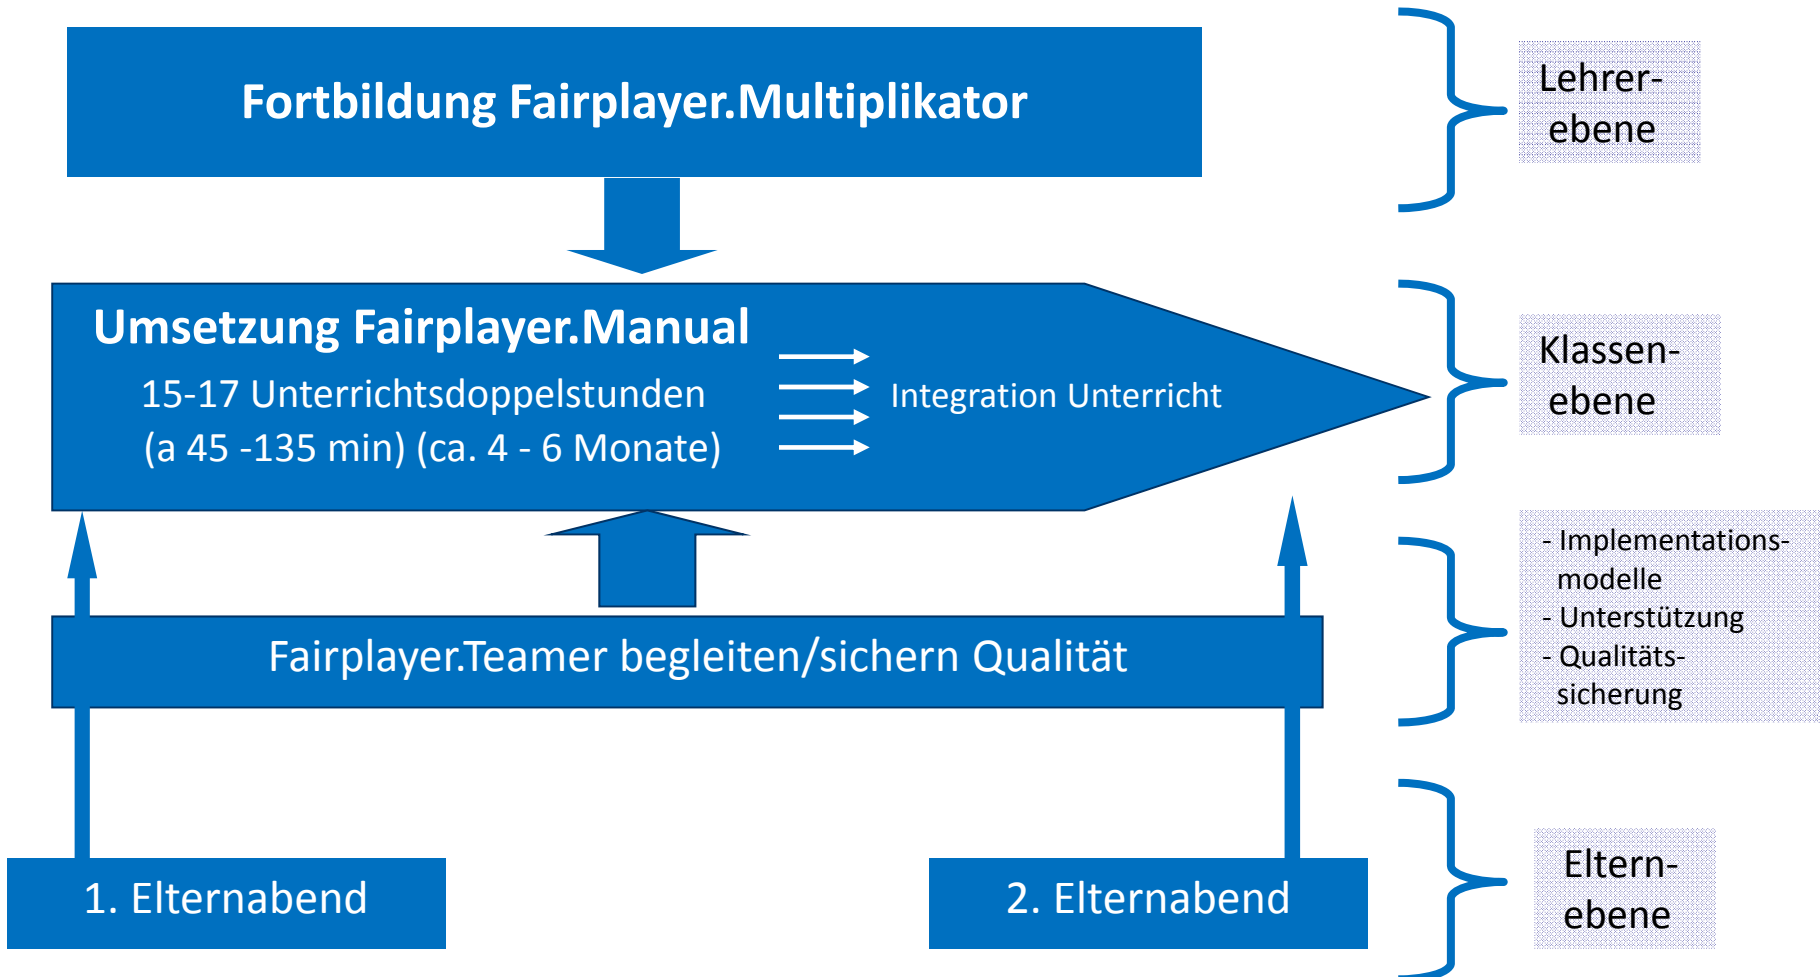 Fortbildung Fairplayer.Multiplikator
Lehrer-
ebene
Umsetzung Fairplayer.Manual
15-17 Unterrichtsdoppelstunden
(a 45 -135 min) (ca. 4 - 6 Monate)
Integration Unterricht
Klassen-
ebene
Fairplayer.Teamer begleiten/sichern Qualität
- Implementations-
modelle
- Unterstützung
- Qualitäts-
sicherung
1. Elternabend
2. Elternabend
Eltern-
ebene